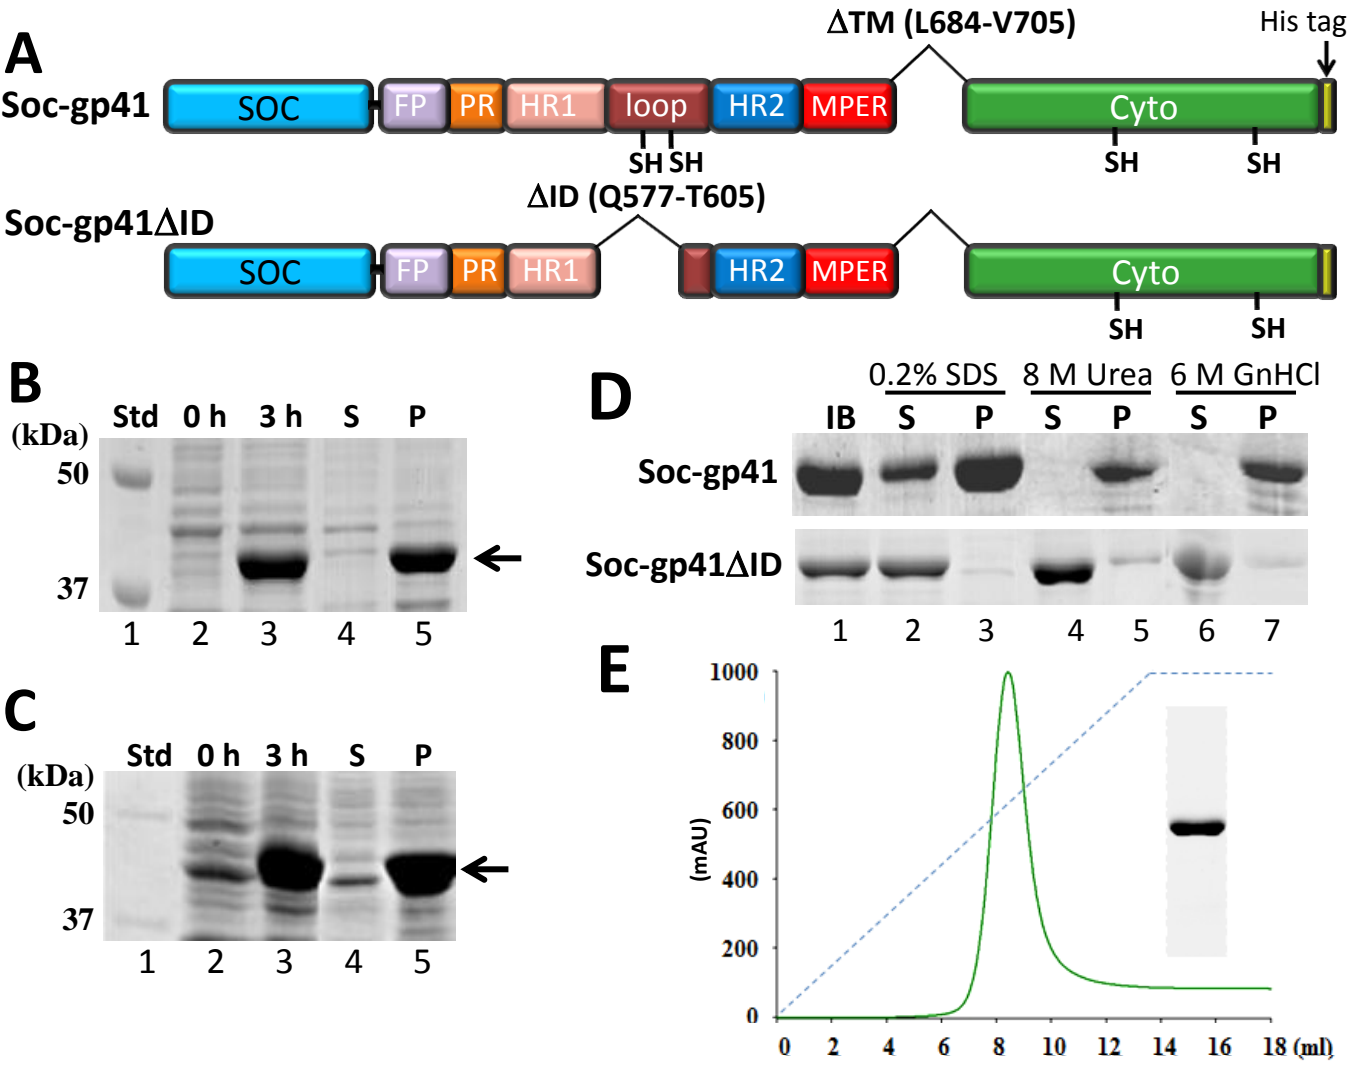 A
ΔTM (L684-V705)
His tag
Soc-gp41
SOC FP PR HR1 loop HR2 MPER Cyto
SH SH SH SH
ΔID (Q577-T605)
Soc-gp41ΔID
SOC FP PR HR1 HR2 MPER Cyto
SH SH
B
Std 0 h 3 h S P
(kDa)
50
37
1 2 3 4 5
C
Std 0 h 3 h S P
(kDa)
50
37
1 2 3 4 5
D
0.2% SDS 8 M Urea 6 M GnHCl
IB S P S P S P
Soc-gp41
Soc-gp41ΔID
1 2 3 4 5 6 7
E
1000
800
600
400
200
0
(mAU)
0 2 4 6 8 10 12 14 16 18 (ml)